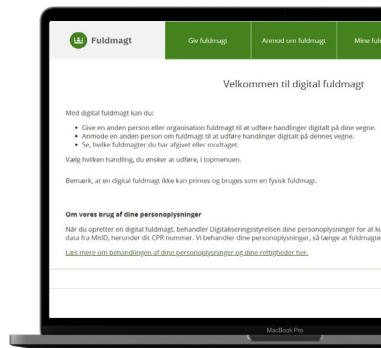 Fuldmagt
Giv fuldmagt
Anmod om fuldmagt
Mine
Velkommen til digital fuldmagt
Med digital fuldmagt kan du:
• Give en anden person eller organisation fuldmagt til at udføre handlinger digitalt på dine vegne.
• Anmode en anden person om fuldmagt til at udføre handlinger digitalt på dennes vegne.
• Se, hvilke fuldmagter du har afgivet eller modtaget.
Vælg hvilken handling, du ønsker at udføre, i topmenuen.
Bemærk, at en digital fuldmagt ikke kan printes og bruges som en fysisk fuldmagt.
Om vores brug af dine personoplysninger
Når du opretter en digital fuldmagt, behandler Digitaliseringsstyrelsen dine personoplysninger for at
data fra MitID, herunder dit CPR nummer. Vi behandler dine personoplysninger, så længe at
Læs mere om behandlingen af dine personoplysninger og dine rettigheder her.
MacBook Pro